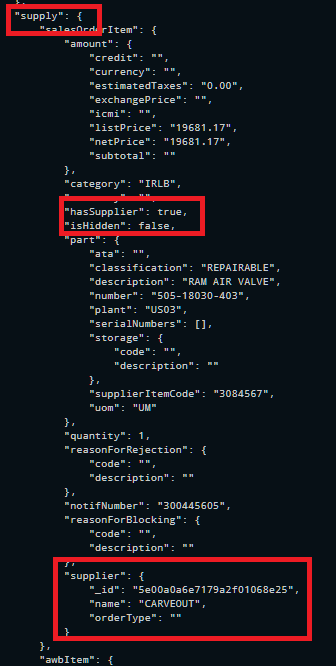 },
"supply": {
"salesOrderItem": {
"amount": {
"credit": "",
"currency": "",
"estimatedTaxes": "0.00",
"exchangePrice": "",
"icmi": "",
"listPrice": "19681.17",
"netPrice": "19681.17",
"subtotal": ""
},
"category": "IRLB",
"hasSupplier": true,
"isHidden": false,
"part": {
"ata": "",
"classification": "REPAIRABLE",
"description": "RAM AIR VALVE",
"number": "505-18030-403",
"plant": "US03",
"serialNumbers": [],
"storage": {
"code": "",
"description": ""
},
"supplierItemCode": "3084567",
"uom": "UM"
},
"quantity": 1,
"reasonForRejection": {
"code": "",
"description": ""
},
"notifNumber": "300445605",
"reasonForBlocking": {
"code": "",
"description": ""
},
"supplier": {
"_id": "5e00a0a6e7179a2f01068e25",
"name": "CARVEOUT",
"orderType": ""
}
},
"awbItem": {